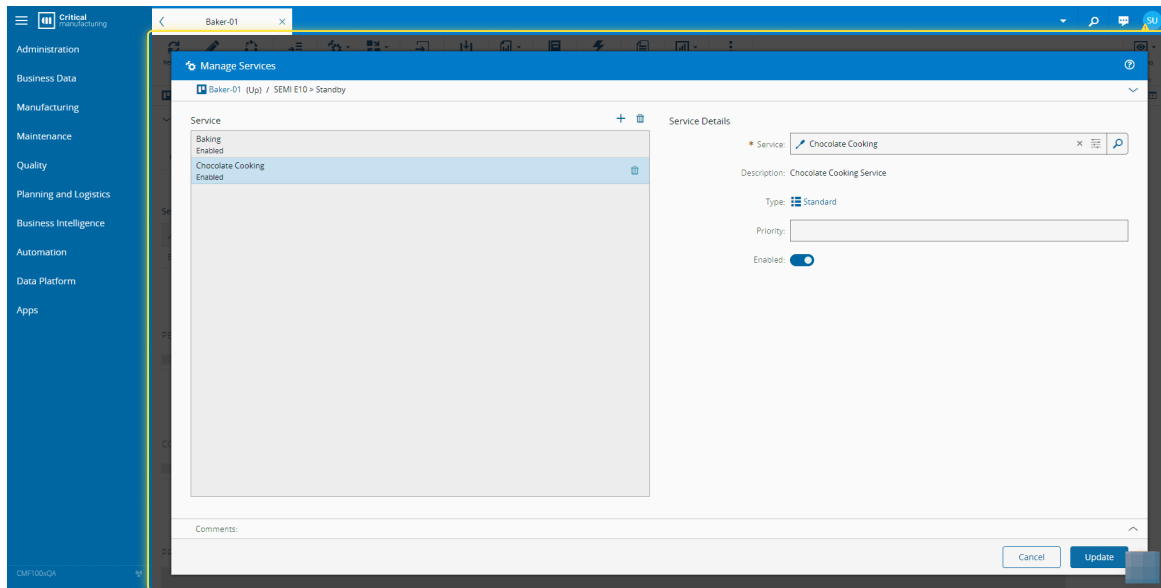 Critical
manufacturing
Baker-01
SU
Administration
Business Data
Manufacturing
Maintenance
Quality
Planning and Logistics
Business Intelligence
Automation
Data Platform
Apps
CMF100xQA
Manage Services
Baker-01 (Up) / SEMI E10 > Standby
Service
Baking
Enabled
Chocolate Cooking
Enabled
Service Details
* Service: Chocolate Cooking
Description: Chocolate Cooking Service
Type: Standard
Priority:
Enabled:
Comments:
Cancel
Update